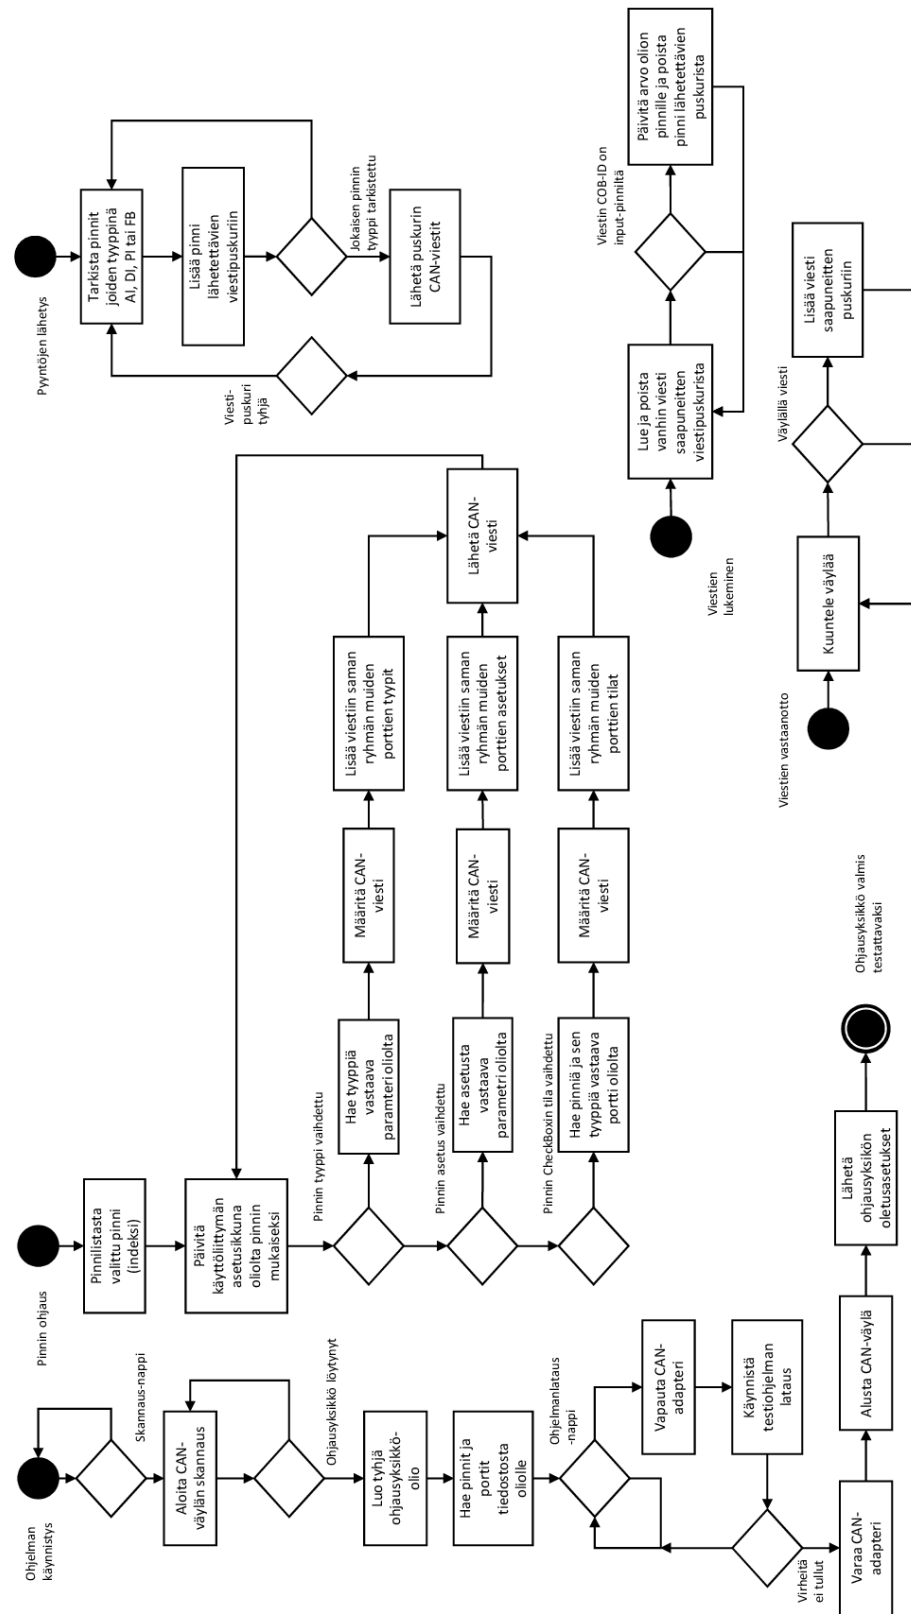 Ohjelman
käynnistys
Skannaus-nappi
Aloita CAN-
väylän skannaus
Ohjausyksikkö löytynyt
Luo tyhjä
ohjausyksikkö-
olio
Hae pinnit ja
portit
tiedostosta
oliolle
Ohjelmanlataus
-nappi
Vapauta CAN-
adapteri
Käynnistä
testiohjelman
lataus
Virheitä
ei tullut
Varaa CAN-
adapteri
Alusta CAN-väylä
Lähetä
ohjausyksikön
oletusasetukset
Ohjausyksikkö valmis
testattavaksi
Pinnin ohjaus
Pinnilistasta
valittu pinni
(indeksi)
Päivitä
käyttöliittymän
asetusikkuna
oliolta pinnin
mukaiseksi
Pinnin tyyppi vaihdettu
Hae tyyppiä
vastaava
paramteri oliolta
Määritä CAN-
viesti
Lisää viestiin saman
ryhmän muiden
porttien tyypit
Pinnin asetus vaihdettu
Hae asetusta
vastaava
parametri oliolta
Määritä CAN-
viesti
Lisää viestiin saman
ryhmän muiden
porttien asetukset
Lähetä CAN-
viesti
Pinnin CheckBoxin tila vaihdettu
Hae pinniä ja sen
tyyppiä vastaava
portti oliolta
Määritä CAN-
viesti
Lisää viestiin saman
ryhmän muiden
porttien tilat
Pyyntöjen lähetys
Tarkista pinnit
joiden tyyppinä
AI, DI, PI tai FB
Lisää pinni
lähetettävien
viestipuskuriin
Jokaisen pinnin
tyyppi tarkistettu
Lähetä puskurin
CAN-viestit
Viesti-
puskuri
tyhjä
Viestien
lukeminen
Lue ja poista
vanhin viesti
saapuneitten
viestipuskurista
Viestin COB-ID on
input-pinniltä
Päivitä arvo olion
pinnille ja poista
pinni lähetettävien
puskurista
Viestien vastaanotto
Kuuntele väylää
Väylällä viesti
Lisää viesti
saapuneitten
puskuriin